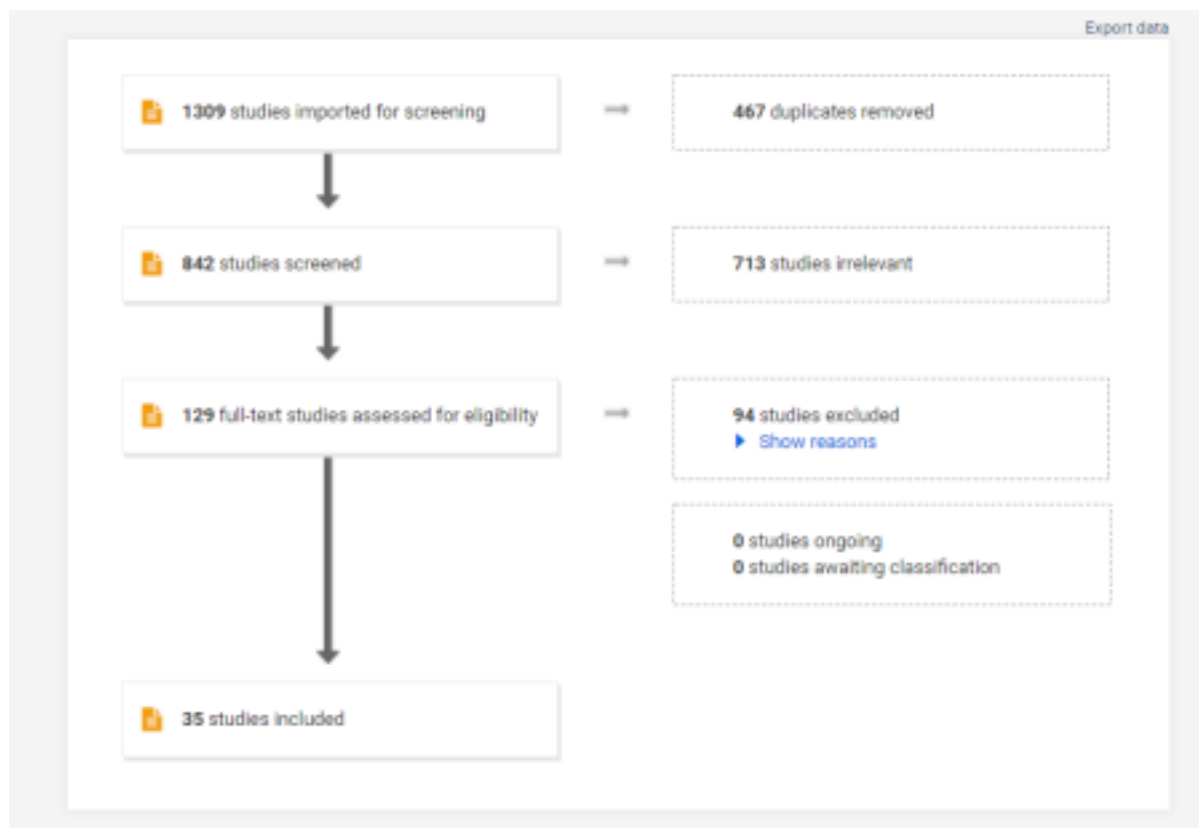 Export data
1309 studies imported for screening
467 duplicates removed
842 studies screened
713 studies irrelevant
129 full-text studies assessed for eligibility
94 studies excluded
Show reasons
0 studies ongoing
0 studies awaiting classification
35 studies included